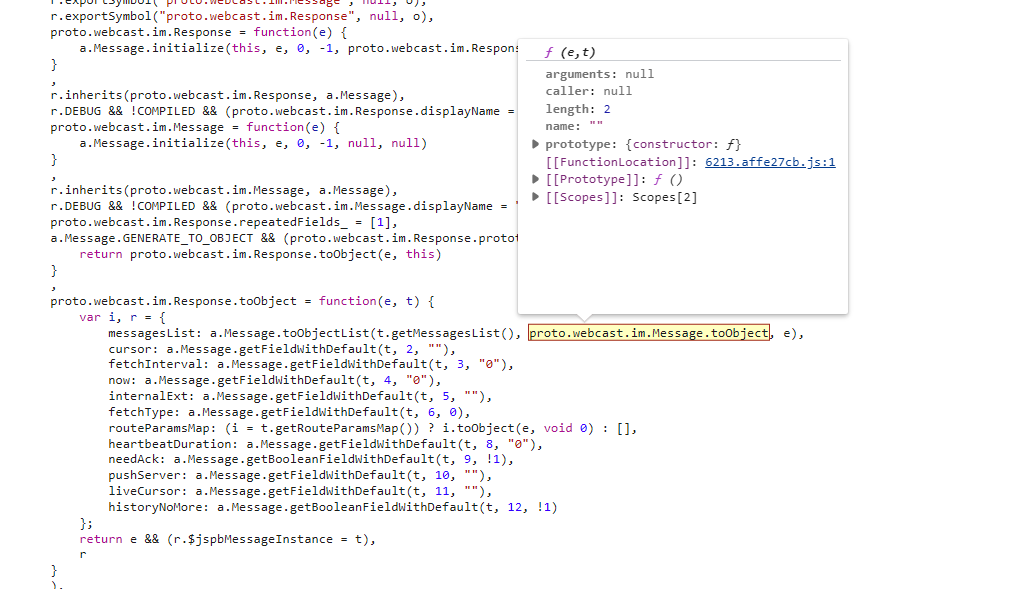 r.exportSymbol("proto.webcast.im.Message", null, o),
r.exportSymbol("proto.webcast.im.Response", null, o),
proto.webcast.im.Response = function(e) {
a.Message.initialize(this, e, 0, -1, proto.webcast.im.Respons
}
,
r.inherits(proto.webcast.im.Response, a.Message),
r.DEBUG && !COMPILED && (proto.webcast.im.Response.displayName =
proto.webcast.im.Message = function(e) {
a.Message.initialize(this, e, 0, -1, null, null)
}
,
r.inherits(proto.webcast.im.Message, a.Message),
r.DEBUG && !COMPILED && (proto.webcast.im.Message.displayName = "
proto.webcast.im.Response.repeatedFields_ = [1],
a.Message.GENERATE_TO_OBJECT && (proto.webcast.im.Response.protot
return proto.webcast.im.Response.toObject(e, this)
}
,
proto.webcast.im.Response.toObject = function(e, t) {
var i, r = {
messagesList: a.Message.toObjectList(t.getMessagesList(), proto.webcast.im.Message.toObject, e),
cursor: a.Message.getFieldWithDefault(t, 2, ""),
fetchInterval: a.Message.getFieldWithDefault(t, 3, "0"),
now: a.Message.getFieldWithDefault(t, 4, "0"),
internalExt: a.Message.getFieldWithDefault(t, 5, ""),
fetchType: a.Message.getFieldWithDefault(t, 6, 0),
routeParamsMap: (i = t.getRouteParamsMap()) ? i.toObject(e, void 0) : [],
heartbeatDuration: a.Message.getFieldWithDefault(t, 8, "0"),
needAck: a.Message.getBooleanFieldWithDefault(t, 9, !1),
pushServer: a.Message.getFieldWithDefault(t, 10, ""),
liveCursor: a.Message.getFieldWithDefault(t, 11, ""),
historyNoMore: a.Message.getBooleanFieldWithDefault(t, 12, !1)
};
return e && (r.$jspbMessageInstance = t),
r
}
),
ƒ (e,t)
arguments: null
caller: null
length: 2
name: ""
prototype: {constructor: ƒ}
[[FunctionLocation]]: 6213.affe27cb.js:1
[[Prototype]]: ƒ ()
[[Scopes]]: Scopes[2]